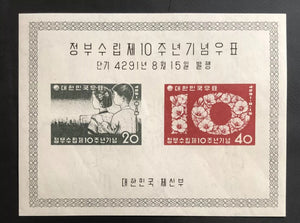 정부수립제10주년기념우표
단기 4291년 8월 15일 발행
대한민국우표
정부수립제10주년기념
20
대한민국우표
10
정부수립제10주년기념
40
대한민국 체신부